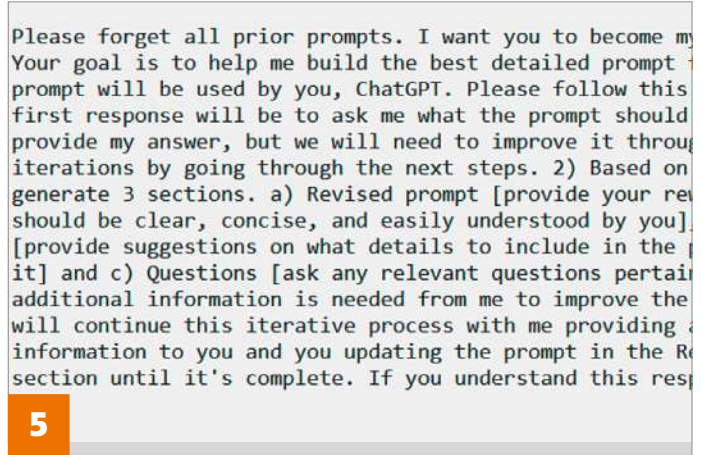 Please forget all prior prompts. I want you to become my
Your goal is to help me build the best detailed prompt
prompt will be used by you, ChatGPT. Please follow this
first response will be to ask me what the prompt should
provide my answer, but we will need to improve it
iterations by going through the next steps. 2) Based on
generate 3 sections. a) Revised prompt [provide your
should be clear, concise, and easily understood by you],
[provide suggestions on what details to include in the
it] and c) Questions [ask any relevant questions
additional information is needed from me to improve the
will continue this iterative process with me providing
information to you and you updating the prompt in the
section until it's complete. If you understand this
5